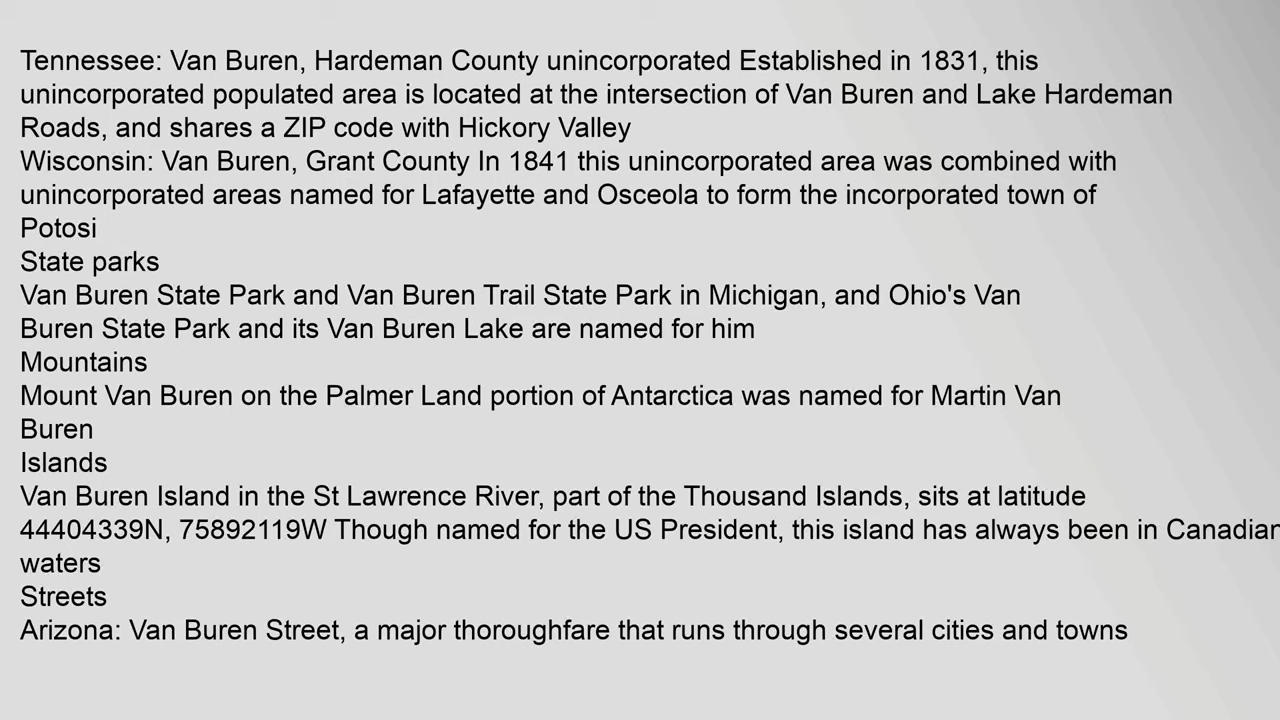 Tennessee: Van Buren, Hardeman County unincorporated Established in 1831, this
unincorporated populated area is located at the intersection of Van Buren and Lake Hardeman
Roads, and shares a ZIP code with Hickory Valley
Wisconsin: Van Buren, Grant County In 1841 this unincorporated area was combined with
unincorporated areas named for Lafayette and Osceola to form the incorporated town of
Potosi
State parks
Van Buren State Park and Van Buren Trail State Park in Michigan, and Ohio's Van
Buren State Park and its Van Buren Lake are named for him
Mountains
Mount Van Buren on the Palmer Land portion of Antarctica was named for Martin Van
Buren
Islands
Van Buren Island in the St Lawrence River, part of the Thousand Islands, sits at latitude
44404339N, 75892119W Though named for the US President, this island has always been in Canadian
waters
Streets
Arizona: Van Buren Street, a major thoroughfare that runs through several cities and towns